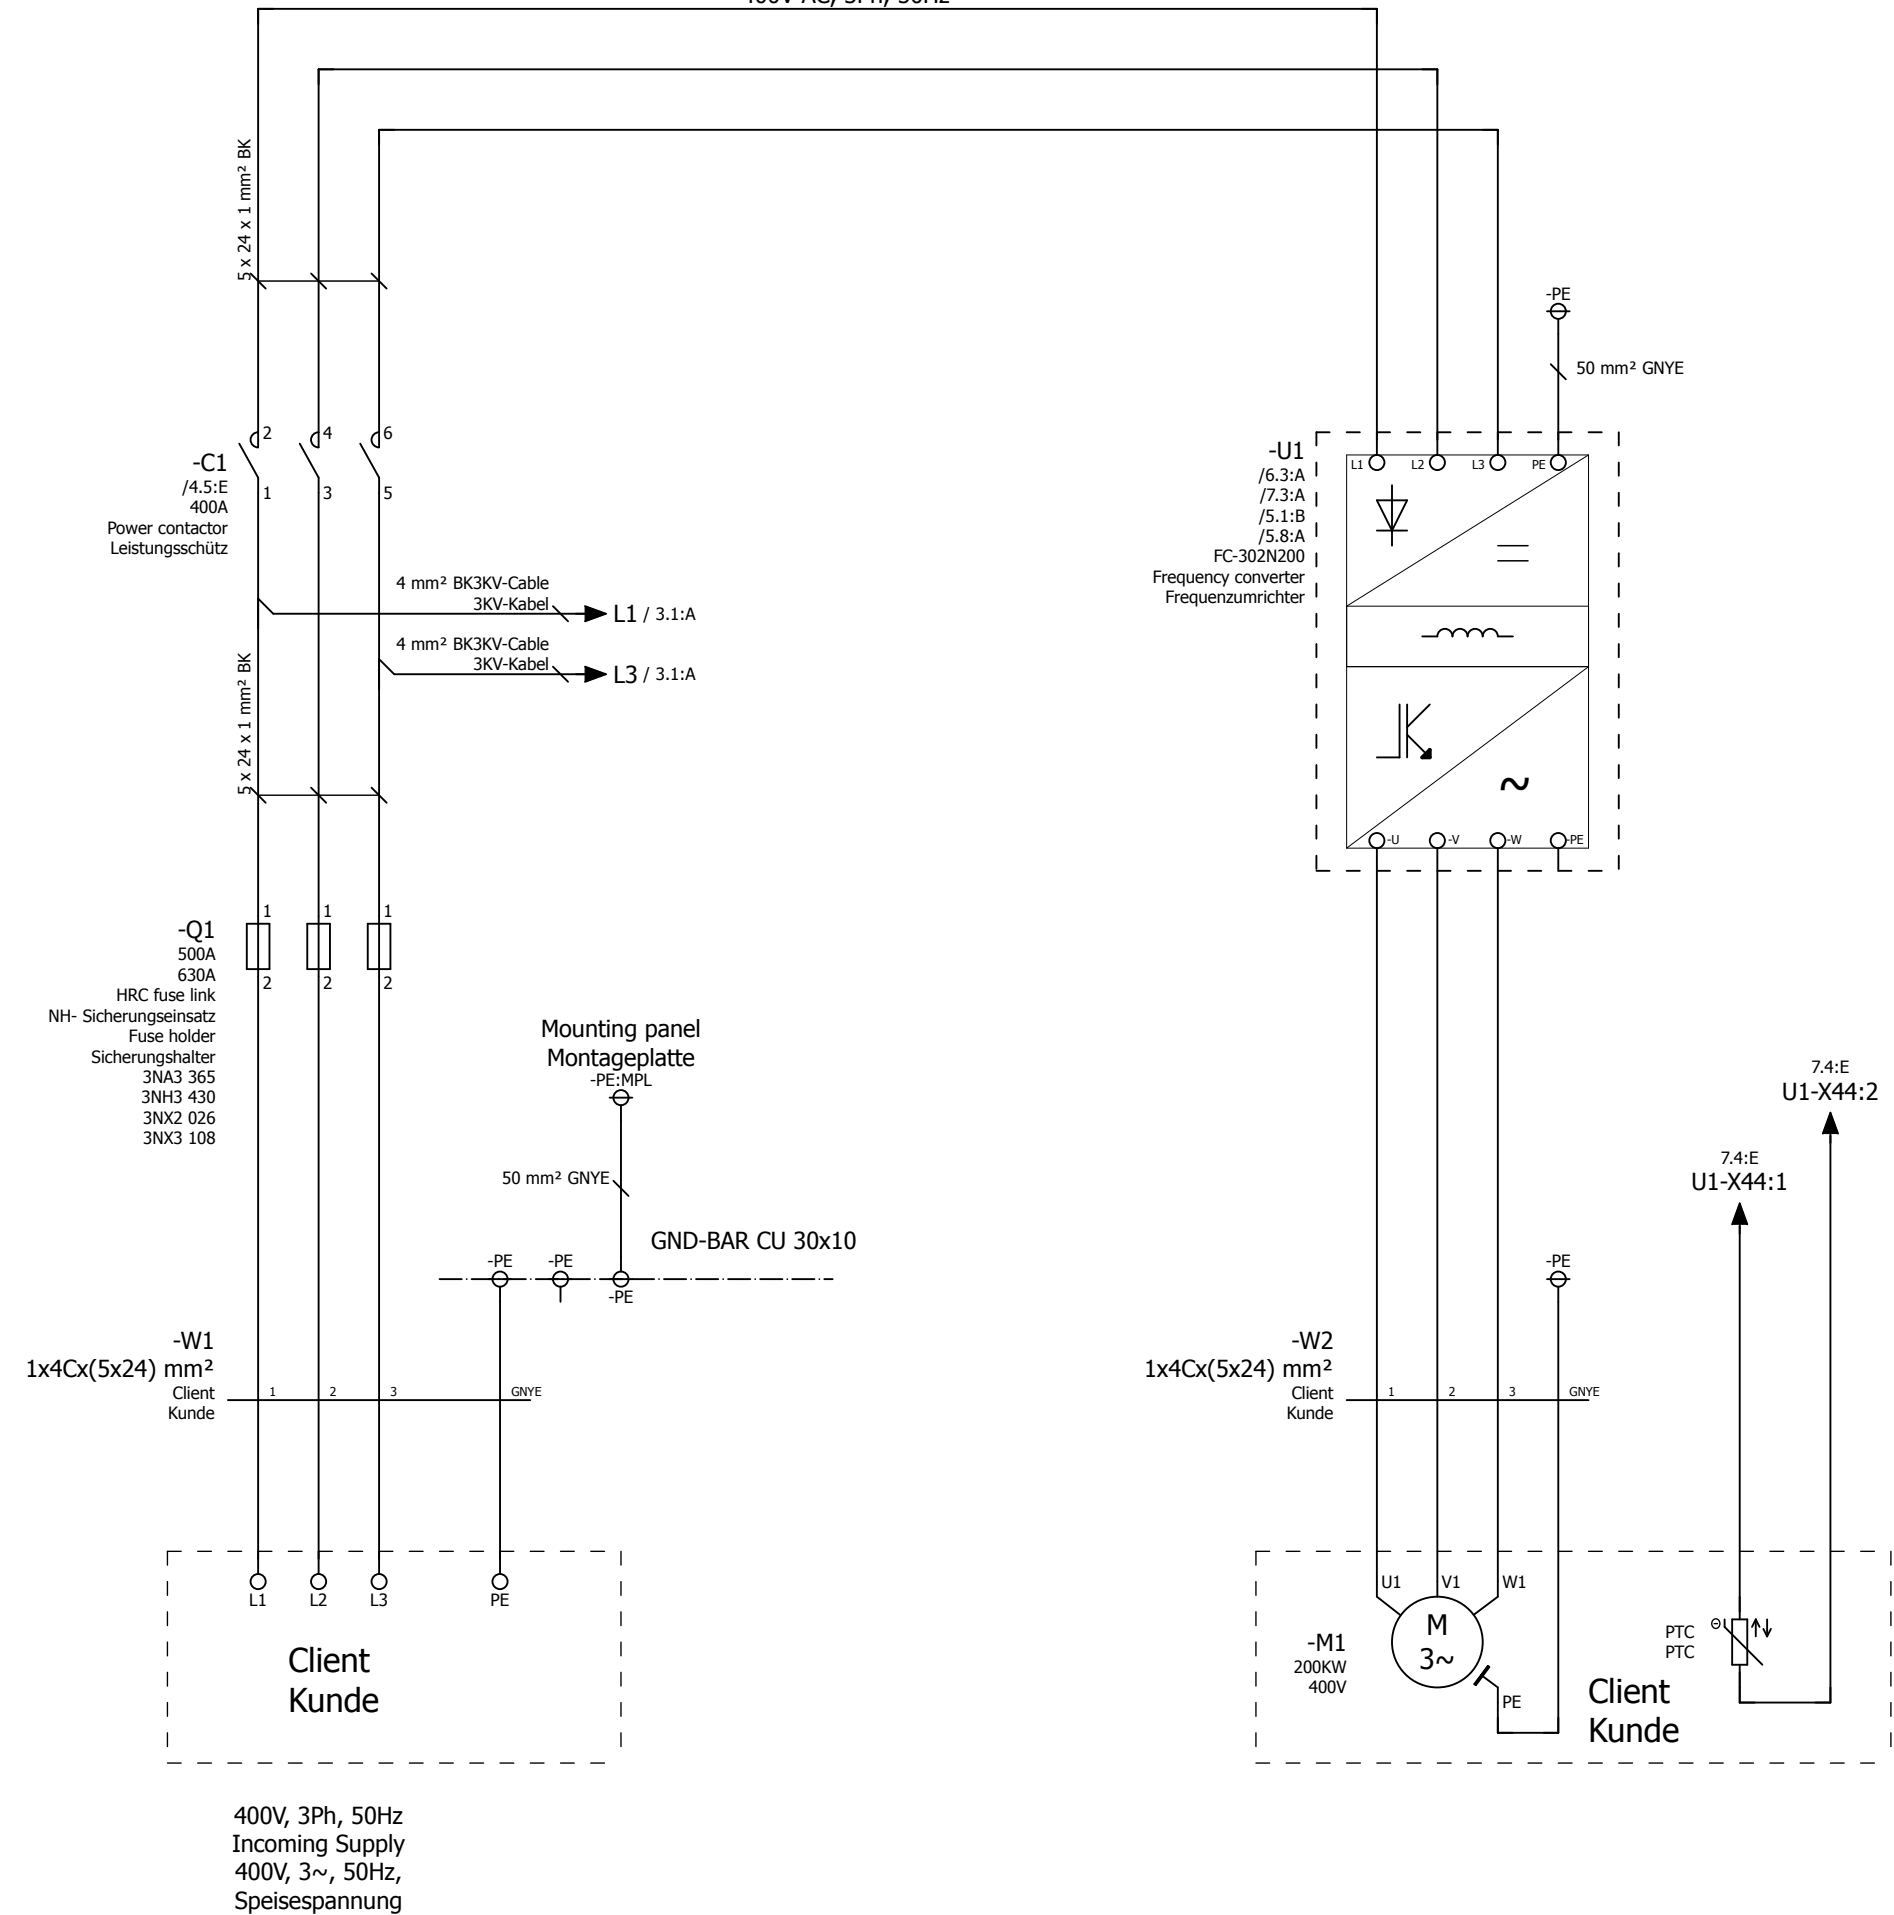 5 x 24 x 1 mm² BK
-PE
50 mm² GNYE
2
4
6
-C1
/4.5:E
400A
Power contactor
Leistungsschütz
1
3
5
-U1
/6.3:A
/7.3:A
/5.1:B
/5.8:A
FC-302N200
Frequency converter
Frequenzumrichter
L1
L2
L3
PE
4 mm² BK3KV-Cable
3KV-Kabel
L1 / 3.1:A
4 mm² BK3KV-Cable
3KV-Kabel
L3 / 3.1:A
5 x 24 x 1 mm² BK
~
-U
-V
-W
-PE
-Q1
500A
630A
HRC fuse link
NH- Sicherungseinsatz
Fuse holder
Sicherungshalter
3NA3 365
3NH3 430
3NX2 026
3NX3 108
1
1
1
2
2
2
Mounting panel
Montageplatte
-PE:MPL
50 mm² GNYE
GND-BAR CU 30x10
-PE
-PE
-PE
7.4:E
U1-X44:2
7.4:E
U1-X44:1
-PE
-W1
1x4Cx(5x24) mm²
Client
Kunde
1
2
3
GNYE
-W2
1x4Cx(5x24) mm²
Client
Kunde
1
2
3
GNYE
L1
L2
L3
PE
Client
Kunde
U1
V1
W1
M
3~
-M1
200KW
400V
PE
PTC
PTC
Θ
Client
Kunde
400V, 3Ph, 50Hz
Incoming Supply
400V, 3~, 50Hz,
Speisespannung